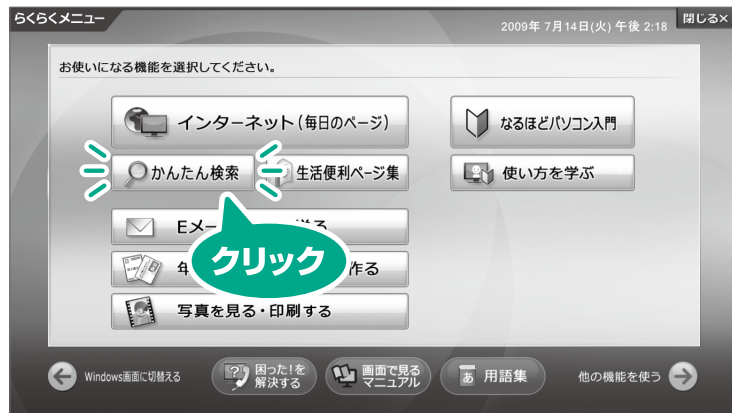 らくらくメニュー
2009年 7月14日(火) 午後 2:18
閉じる×
お使いになる機能を選択してください。
インターネット(毎日のページ)
なるほどパソコン入門
かんたん検索
生活便利ページ集
使い方を学ぶ
Eメー
送る
クリック
作る
写真を見る・印刷する
Windows画面に切替える
困った!を
解決する
画面で見る
マニュアル
あ 用語集
他の機能を使う